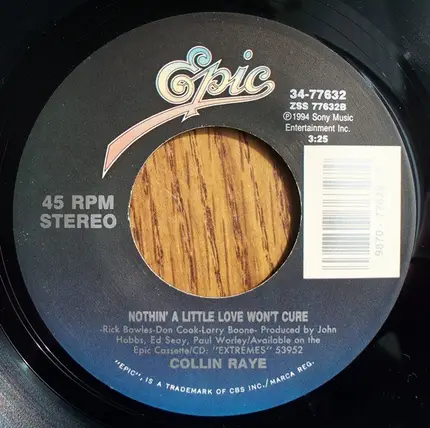 Epic
34-77632
ZSS 77632B
Ⓟ1994 Sony Music
Entertainment Inc.
3:25
45 RPM
STEREO
NOTHIN' A LITTLE LOVE WON'T CURE
-Rick Bowles-Don Cook-Larry Boone- Produced by John
Hobbs, Ed Seay, Paul Worley/Available on the
Epic Cassette/CD: "EXTREMES" 53952
COLLIN RAYE
"EPIC", IS A TRADEMARK OF CBS INC./MARCA REG.